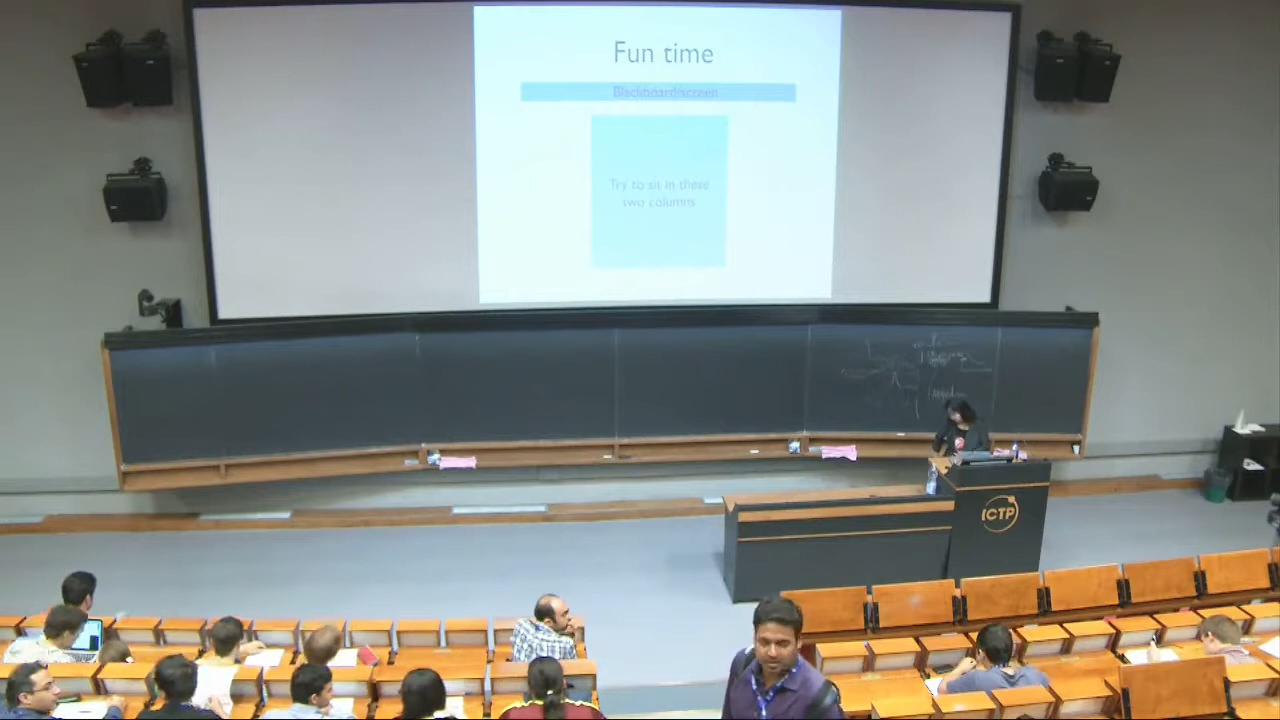 Fun time
Blackboard/screen
Try to sit in these
two columns
ICTP